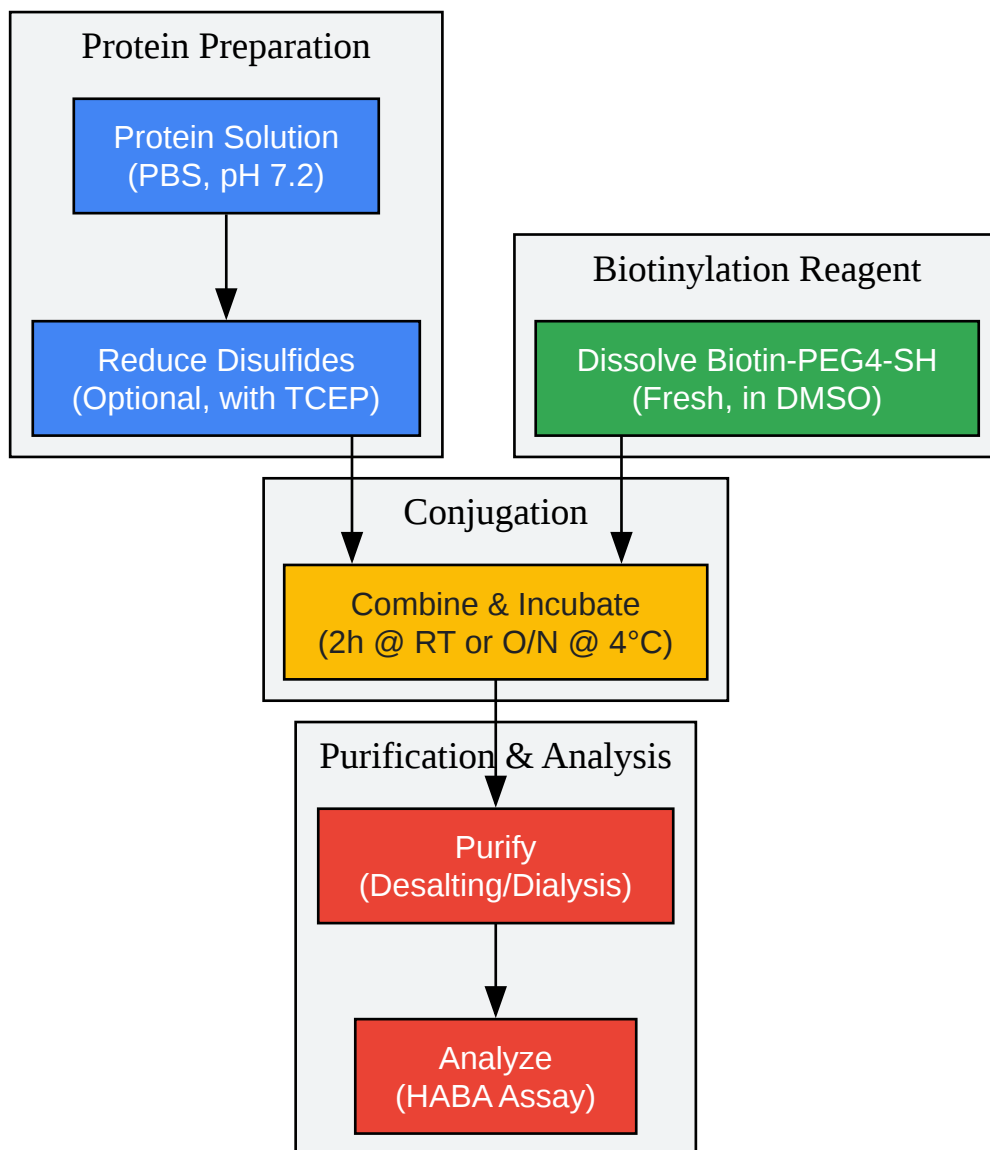 Protein Preparation
Protein Solution
(PBS, pH 7.2)
Reduce Disulfides
(Optional, with TCEP)
Biotinylation Reagent
Dissolve Biotin-PEG4-SH
(Fresh, in DMSO)
Conjugation
Combine & Incubate
(2h @ RT or O/N @ 4°C)
Purification & Analysis
Purify
(Desalting/Dialysis)
Analyze
(HABA Assay)